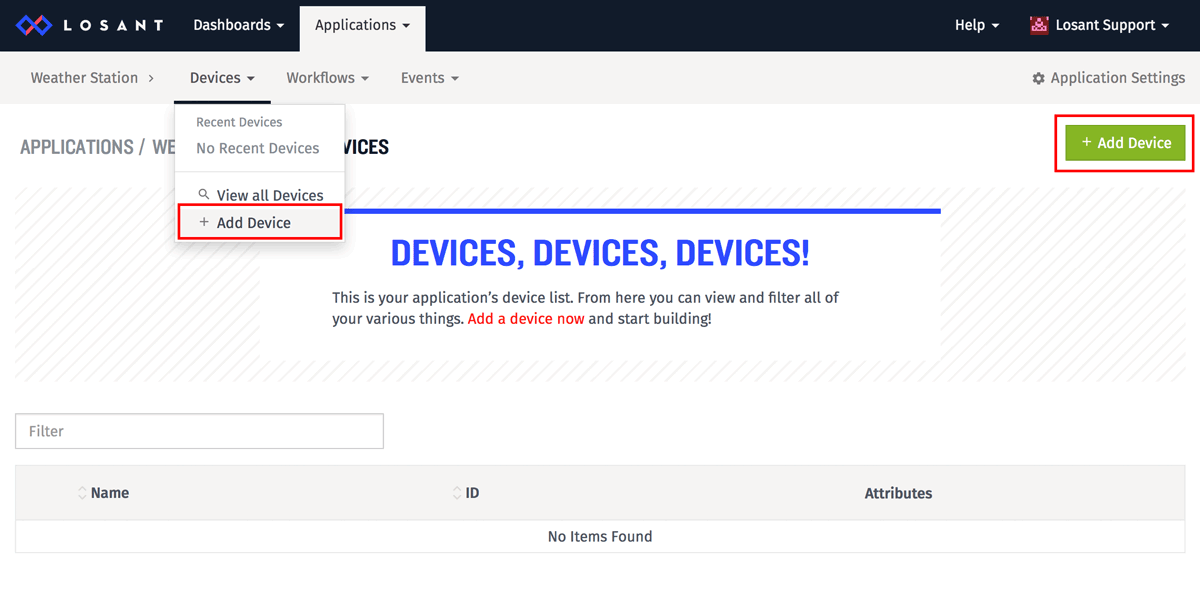 LOSANT Dashboards Applications Help Losant Support
Weather Station Devices Workflows Events Application Settings
Recent Devices
No Recent Devices
View all Devices
+ Add Device
APPLICATIONS / WE VICES
+ Add Device
DEVICES, DEVICES, DEVICES!
This is your application’s device list. From here you can view and filter all of
your various things. Add a device now and start building!
Filter
Name ID Attributes
No Items Found